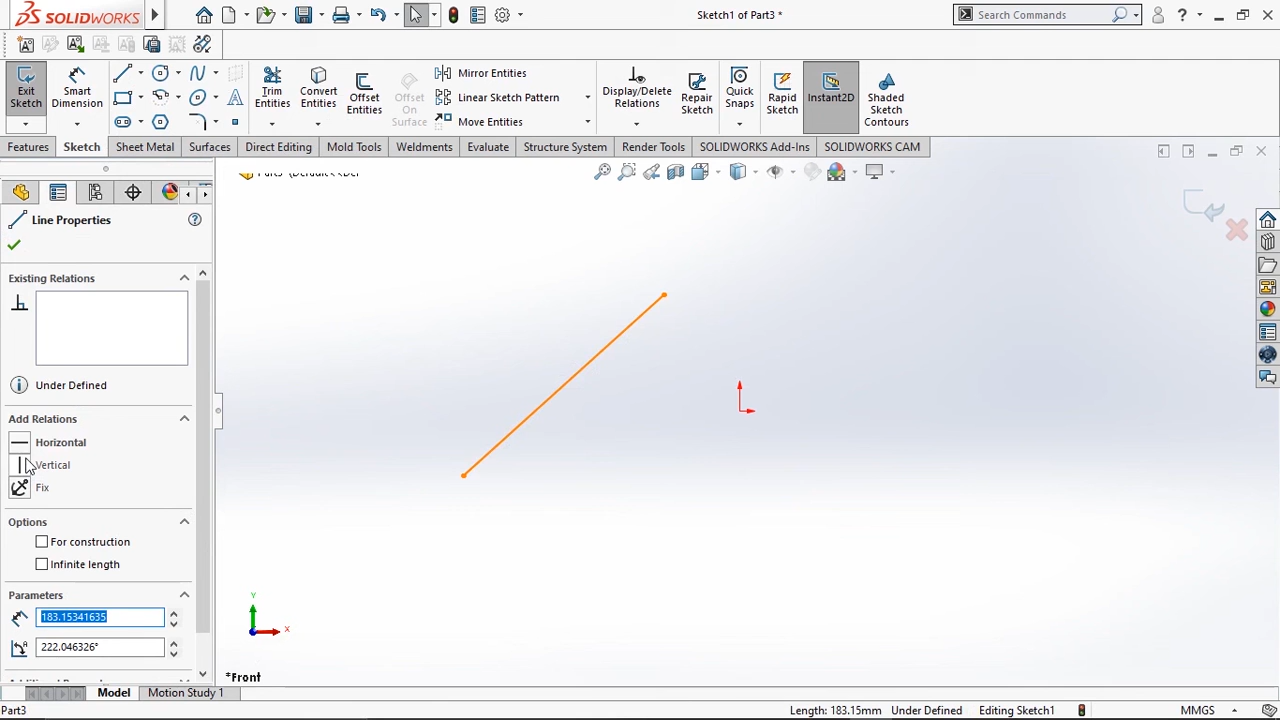 SOLIDWORKS
Sketch1 of Part3 *
Search Commands
Exit Sketch
Smart Dimension
Trim Entities
Convert Entities
Offset Entities
Offset On Surface
Mirror Entities
Linear Sketch Pattern
Move Entities
Display/Delete Relations
Repair Sketch
Quick Snaps
Rapid Sketch
Instant2D
Shaded Sketch Contours
Features
Sketch
Sheet Metal
Surfaces
Direct Editing
Mold Tools
Weldments
Evaluate
Structure System
Render Tools
SOLIDWORKS Add-Ins
SOLIDWORKS CAM
Line Properties
Existing Relations
Under Defined
Add Relations
Horizontal
Vertical
Fix
Options
For construction
Infinite length
Parameters
183.15341635
222.046326°
Y
X
*Front
Model
Motion Study 1
Part3
Length: 183.15mm
Under Defined
Editing Sketch1
MMGS